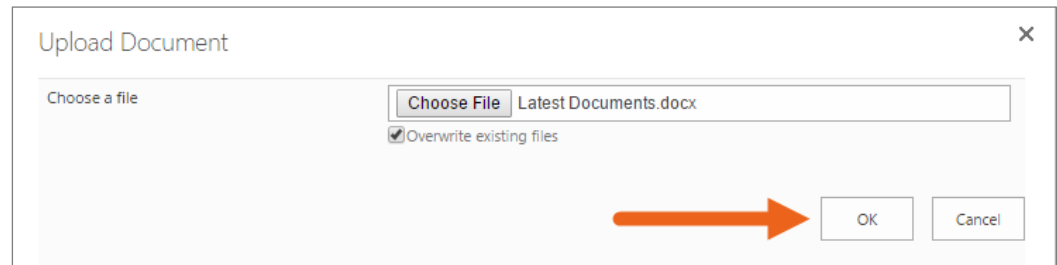 Upload Document
Choose a file
Choose File Latest Documents.docx
Overwrite existing files
OK Cancel